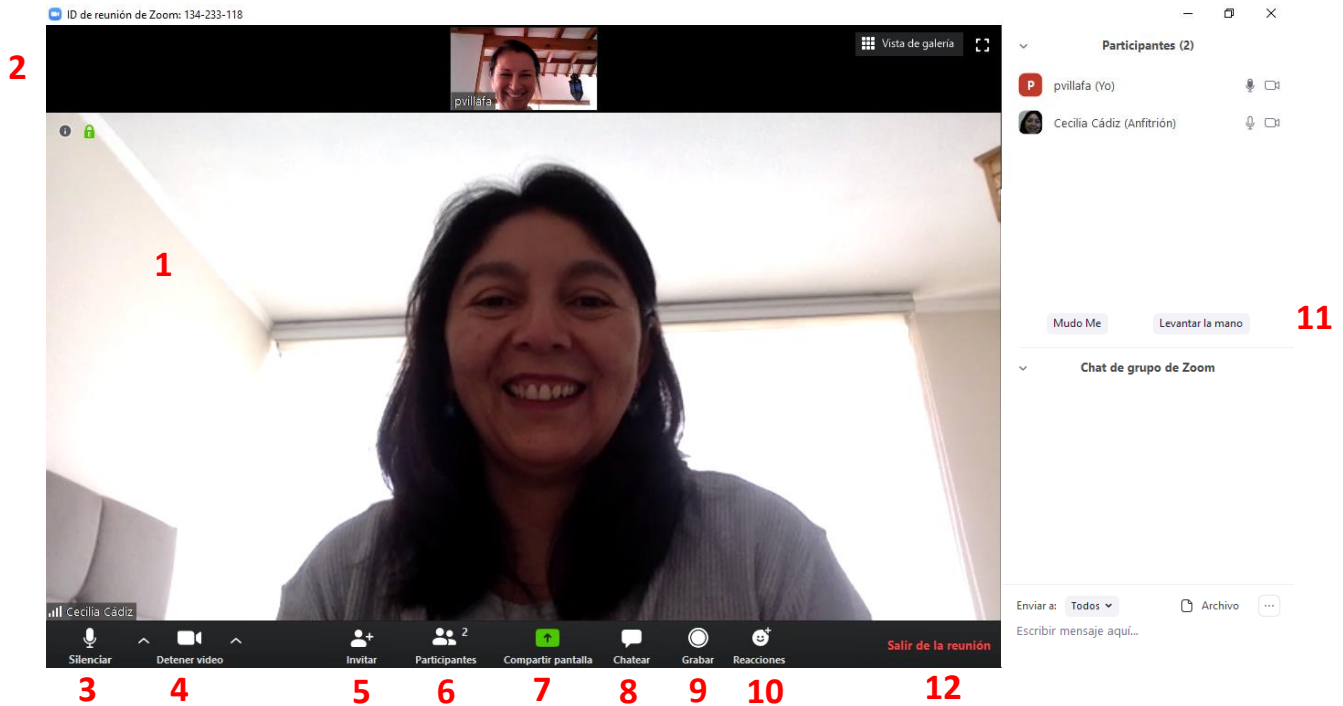 ID de reunión de Zoom: 134-233-118
2
pvillafa
Vista de galería
Participantes (2)
P pvillafa (Yo)
Cecilia Cádiz (Anfitrión)
1
Mudo Me Levantar la mano
11
Chat de grupo de Zoom
Cecilia Cádiz
Enviar a: Todos Archivo ...
Escribir mensaje aquí...
Silenciar Detener video Invitar Participantes 2 Compartir pantalla Chatear Grabar Reacciones Salir de la reunión
3 4 5 6 7 8 9 10 12